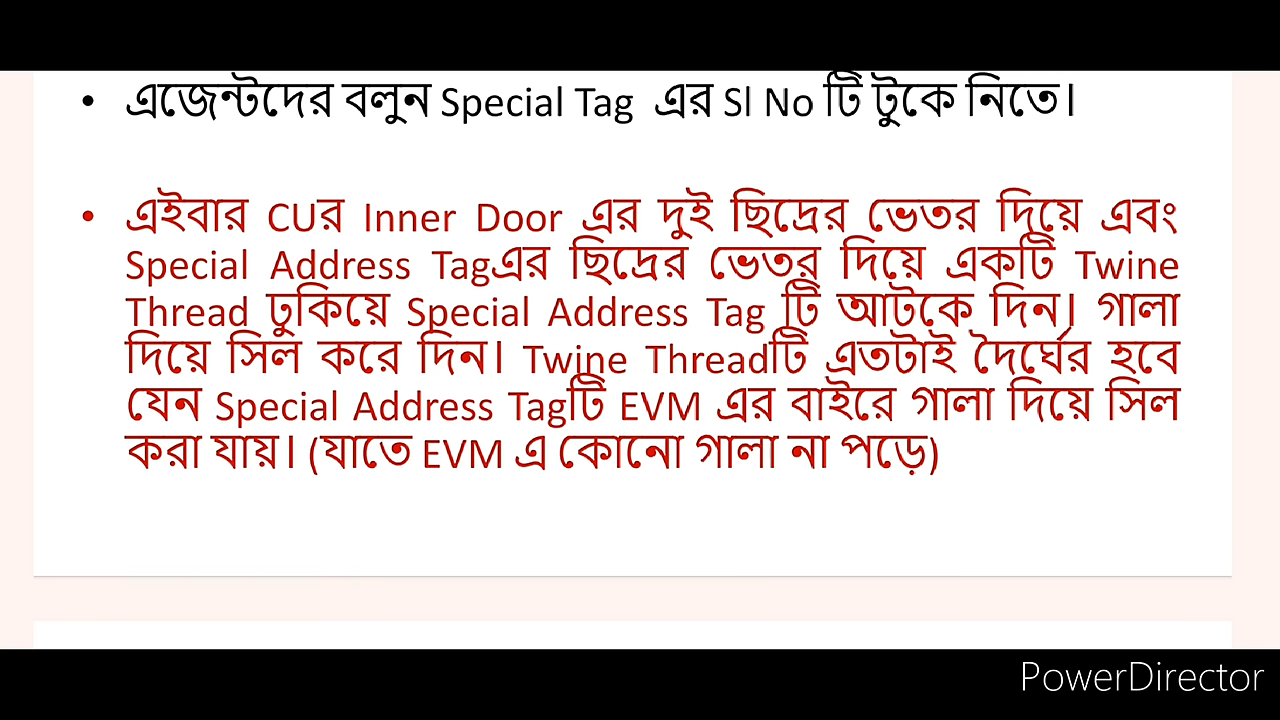 • এজেন্টদের বলুন Special Tag এর Sl No টি টুকে নিতে।
• এইবার CUর Inner Door এর দুই ছিদ্রের ভেতর দিয়ে এবং
Special Address Tagএর ছিদ্রের ভেতর দিয়ে একটি Twine
Thread ঢুকিয়ে Special Address Tag টি আটকে দিন। গালা
দিয়ে সিল করে দিন। Twine Threadটি এতটাই দৈর্ঘের হবে
যেন Special Address Tagটি EVM এর বাইরে গালা দিয়ে সিল
করা যায়। (যাতে EVM এ কোনো গালা না পড়ে)
PowerDirector